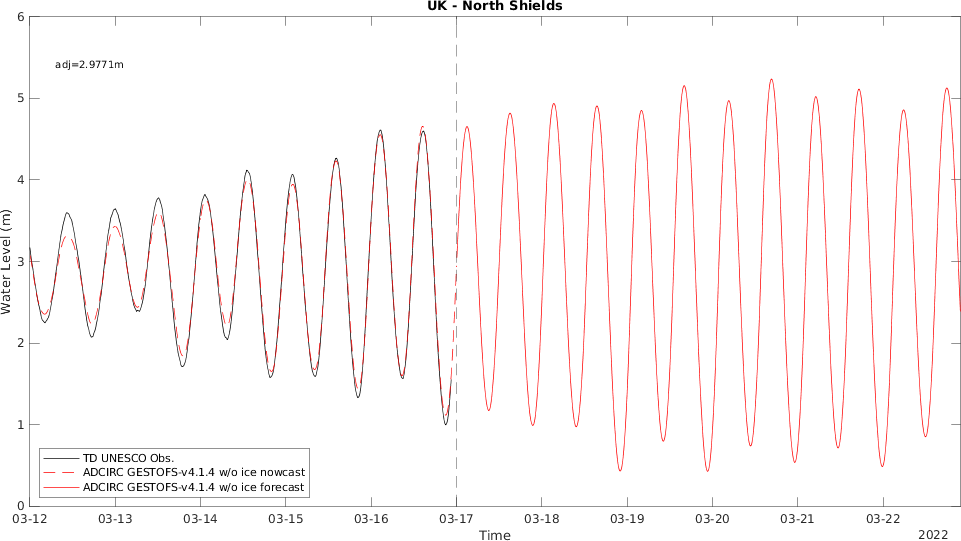 UK - North Shields
6
adj=2.9771m
5
4
3
2
1
0
Water Level (m)
TD UNESCO Obs.
ADCIRC GESTOFS-v4.1.4 w/o ice nowcast
ADCIRC GESTOFS-v4.1.4 w/o ice forecast
03-12 03-13 03-14 03-15 03-16 03-17 03-18 03-19 03-20 03-21 03-22
Time
2022